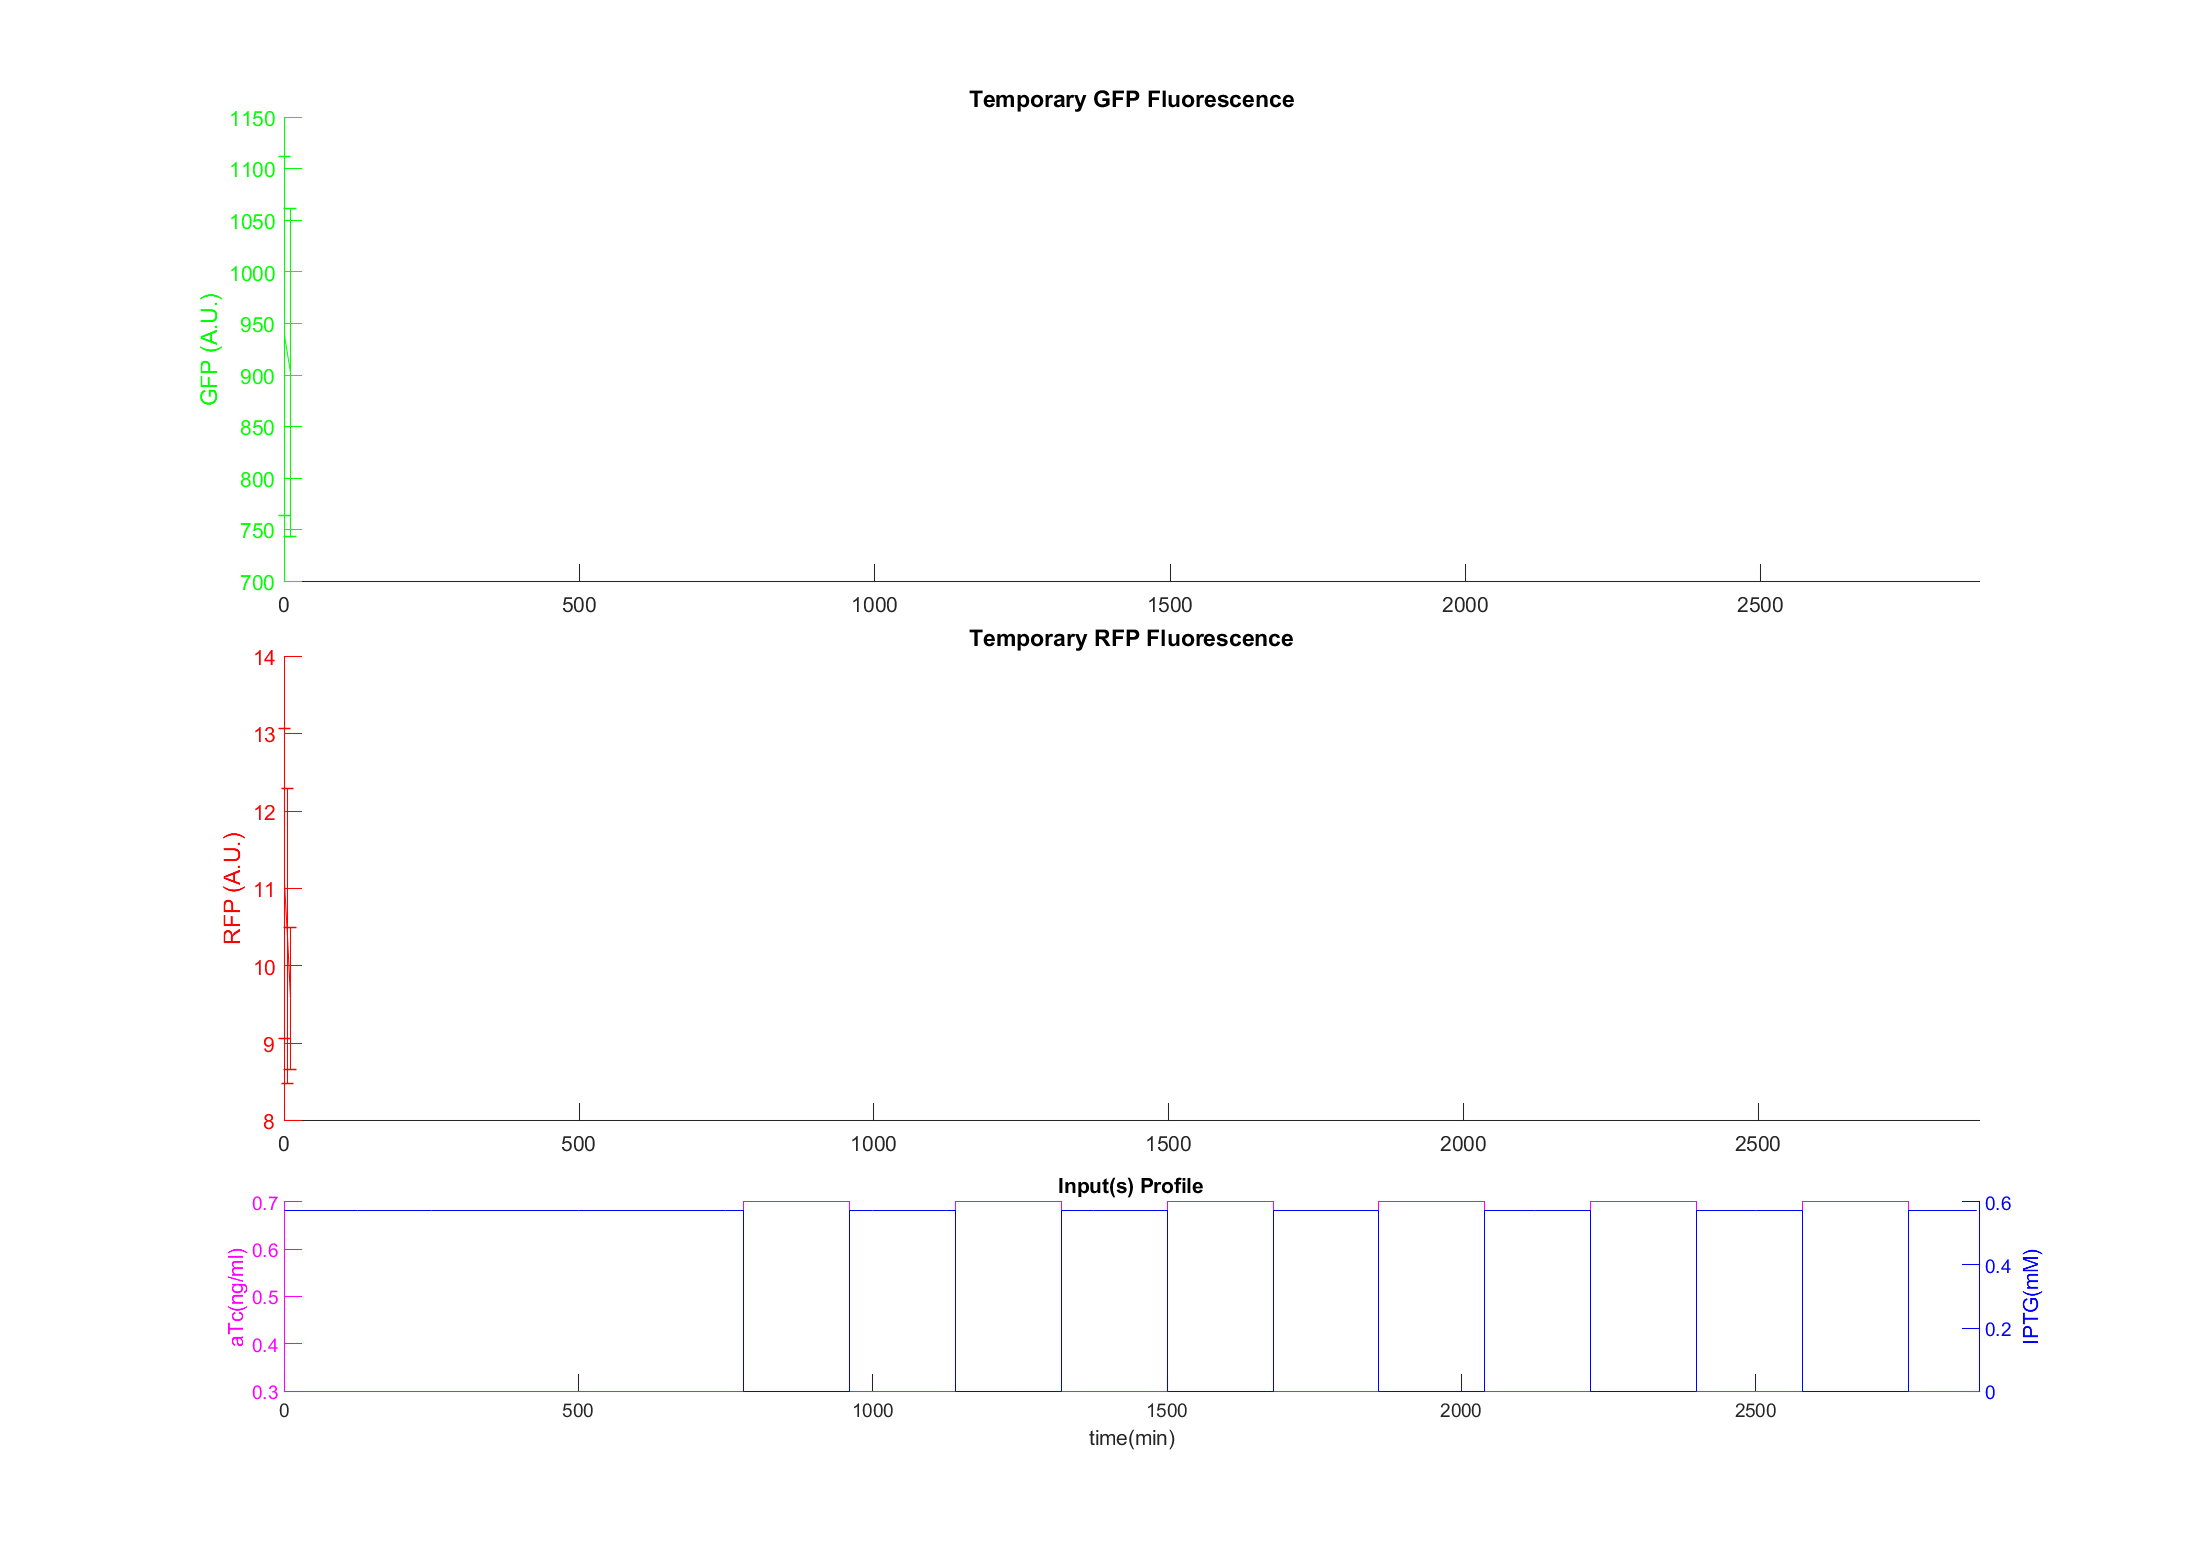 Temporary GFP Fluorescence
1150
1100
1050
1000
950
900
850
800
750
700
GFP (A.U.)
0 500 1000 1500 2000 2500
Temporary RFP Fluorescence
14
13
12
11
10
9
8
RFP (A.U.)
0 500 1000 1500 2000 2500
Input(s) Profile
0.7
0.6
0.5
0.4
0.3
aTc(ng/ml)
0.6
0.4
0.2
0
IPTG(mM)
0 500 1000 1500 2000 2500
time(min)